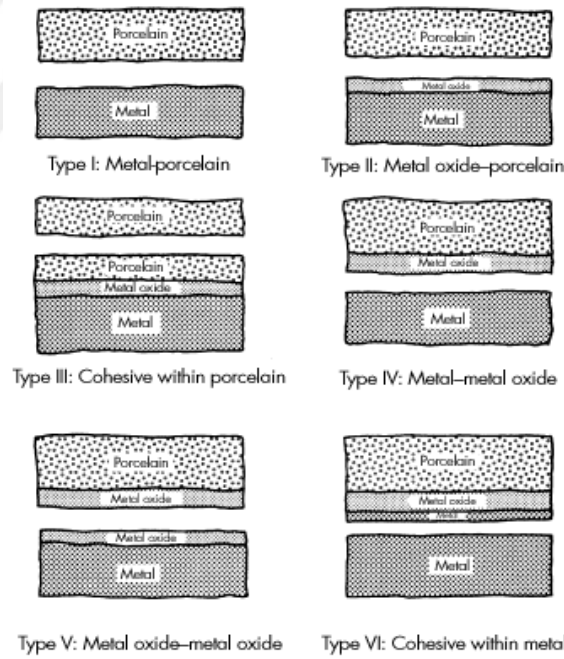 Porcelain
Metal
Type I: Metal-porcelain
Porcelain
Metal oxide
Metal
Type II: Metal oxide–porcelain
Porcelain
Porcelain
Metal oxide
Metal
Type III: Cohesive within porcelain
Porcelain
Metal oxide
Metal
Type IV: Metal–metal oxide
Porcelain
Metal oxide
Metal oxide
Metal
Type V: Metal oxide–metal oxide
Porcelain
Metal oxide
Metal
Metal
Type VI: Cohesive within metal